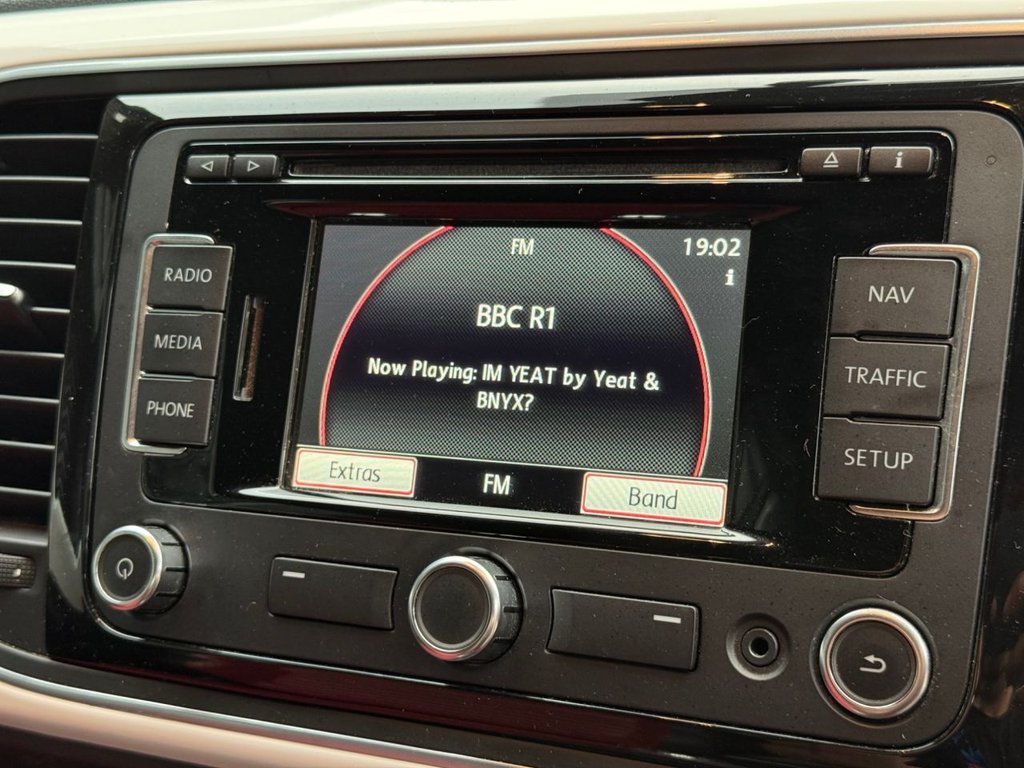 i
RADIO
MEDIA
PHONE
FM
19:02
i
BBC R1
Now Playing: IM YEAT by Yeat &
BNYX?
Extras
FM
Band
NAV
TRAFFIC
SETUP